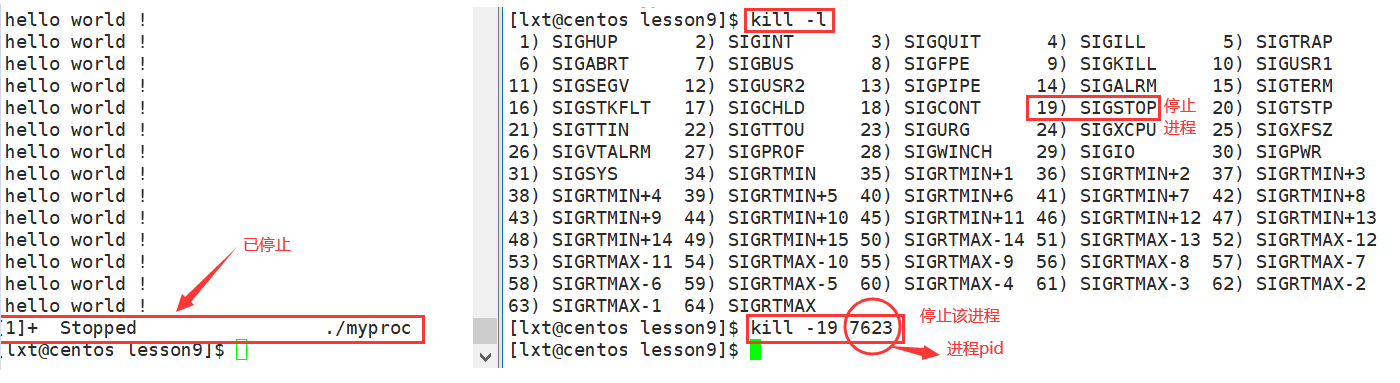 hello world !
hello world !
hello world !
hello world !
hello world !
hello world !
hello world !
hello world !
hello world !
hello world !
hello world !
hello world !
hello world !
hello world !
已停止
[1]+  Stopped                 ./myproc
[lxt@centos lesson9]$
[lxt@centos lesson9]$ kill -l
 1) SIGHUP       2) SIGINT       3) SIGQUIT      4) SIGILL       5) SIGTRAP
 6) SIGABRT      7) SIGBUS       8) SIGFPE       9) SIGKILL     10) SIGUSR1
11) SIGSEGV     12) SIGUSR2     13) SIGPIPE     14) SIGALRM     15) SIGTERM
16) SIGSTKFLT   17) SIGCHLD     18) SIGCONT     19) SIGSTOP     20) SIGTSTP
停止
进程
21) SIGTTIN     22) SIGTTOU     23) SIGURG      24) SIGXCPU     25) SIGXFSZ
26) SIGVTALRM   27) SIGPROF     28) SIGWINCH    29) SIGIO       30) SIGPWR
31) SIGSYS      34) SIGRTMIN    35) SIGRTMIN+1  36) SIGRTMIN+2  37) SIGRTMIN+3
38) SIGRTMIN+4  39) SIGRTMIN+5  40) SIGRTMIN+6  41) SIGRTMIN+7  42) SIGRTMIN+8
43) SIGRTMIN+9  44) SIGRTMIN+10 45) SIGRTMIN+11 46) SIGRTMIN+12 47) SIGRTMIN+13
48) SIGRTMIN+14 49) SIGRTMIN+15 50) SIGRTMAX-14 51) SIGRTMAX-13 52) SIGRTMAX-12
53) SIGRTMAX-11 54) SIGRTMAX-10 55) SIGRTMAX-9  56) SIGRTMAX-8  57) SIGRTMAX-7
58) SIGRTMAX-6  59) SIGRTMAX-5  60) SIGRTMAX-4  61) SIGRTMAX-3  62) SIGRTMAX-2
63) SIGRTMAX-1  64) SIGRTMAX
[lxt@centos lesson9]$ kill -19 7623
停止该进程
[lxt@centos lesson9]$
进程pid